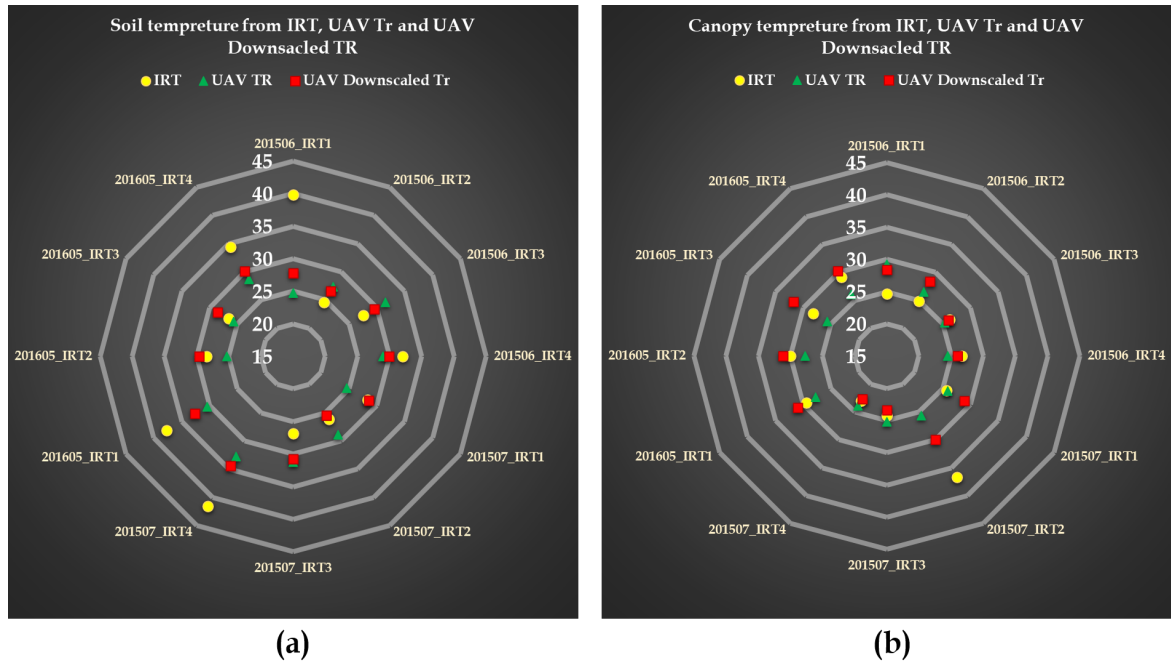 Soil tempreture from IRT, UAV Tr and UAV
Downsacled TR
IRT UAV TR UAV Downscaled Tr
201506_IRT1
201605_IRT4 45 201506_IRT2
40
35
201605_IRT3 30 201506_IRT3
25
20
201605_IRT2 15 201506_IRT4
201605_IRT1 201507_IRT1
201507_IRT4 201507_IRT2
201507_IRT3
(a)
Canopy tempreture from IRT, UAV Tr and UAV
Downsacled TR
IRT UAV TR UAV Downscaled Tr
201506_IRT1
201605_IRT4 45 201506_IRT2
40
35
201605_IRT3 30 201506_IRT3
25
20
201605_IRT2 15 201506_IRT4
201605_IRT1 201507_IRT1
201507_IRT4 201507_IRT2
201507_IRT3
(b)